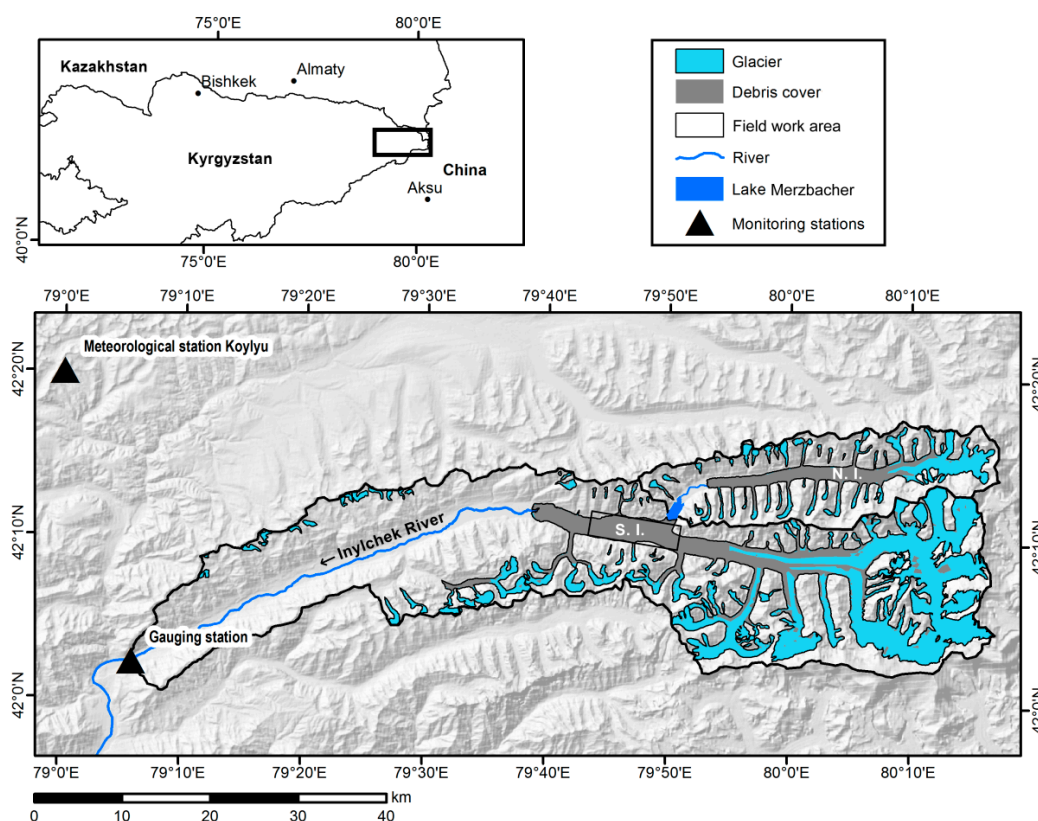 75°0'E 80°0'E
Kazakhstan
Bishkek
Almaty
Kyrgyzstan
China
Aksu
40°0'N
75°0'E 80°0'E
Glacier
Debris cover
Field work area
River
Lake Merzbacher
Monitoring stations
79°0'E 79°10'E 79°20'E 79°30'E 79°40'E 79°50'E 80°0'E 80°10'E
42°20'N
42°10'N
42°0'N
Meteorological station Koylyu
N. I.
S. I.
← Inylchek River
Gauging station
42°20'N
42°10'N
42°0'N
79°0'E 79°10'E 79°20'E 79°30'E 79°40'E 79°50'E 80°0'E 80°10'E
km
0 10 20 30 40